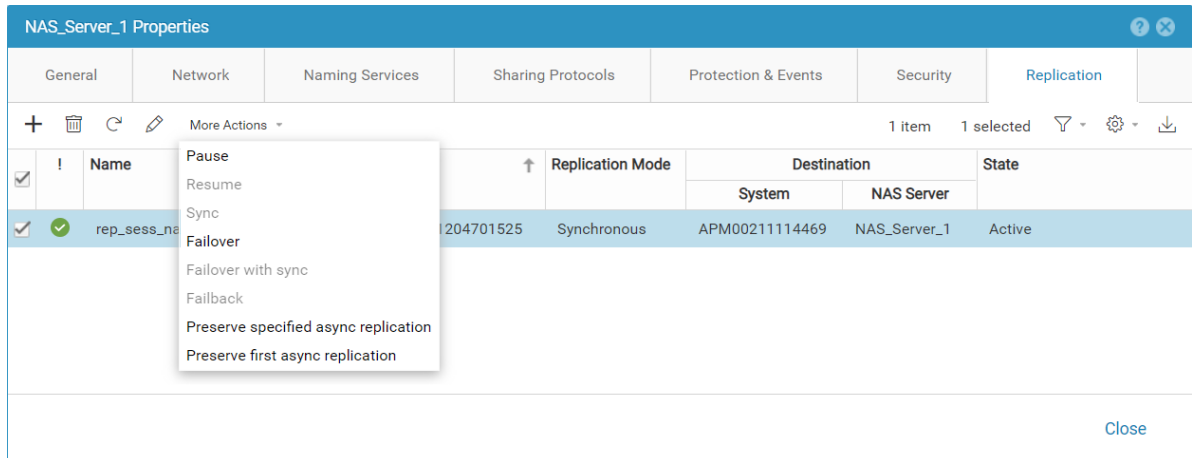 NAS_Server_1 Properties
General Network Naming Services Sharing Protocols Protection & Events Security Replication
More Actions 1 item 1 selected
! Name Replication Mode Destination State
System NAS Server
rep_sess_na 1204701525 Synchronous APM00211114469 NAS_Server_1 Active
Pause
Resume
Sync
Failover
Failover with sync
Failback
Preserve specified async replication
Preserve first async replication
Close